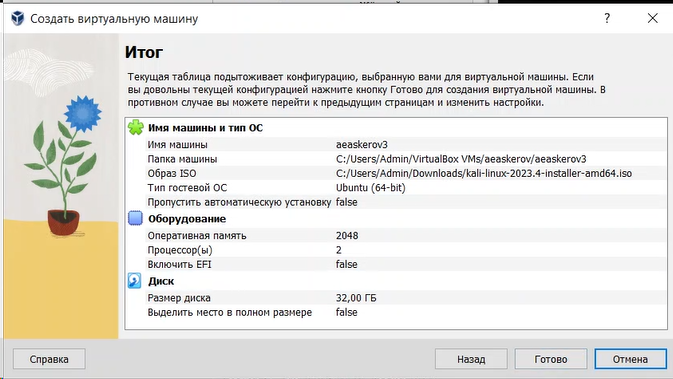 Создать виртуальную машину
?
Итог
Текущая таблица подытоживает конфигурацию, выбранную вами для виртуальной машины. Если
вы довольны текущей конфигурацией нажмите кнопку Готово для создания виртуальной машины. В
противном случае вы можете перейти к предыдущим страницам и изменить настройки.
Имя машины и тип ОС
Имя машины aeaskerov3
Папка машины C:/Users/Admin/VirtualBox VMs/aeaskerov/aeaskerov3
Образ ISO C:/Users/Admin/Downloads/kali-linux-2023.4-installer-amd64.iso
Тип гостевой ОС Ubuntu (64-bit)
Пропустить автоматическую установку false
Оборудование
Оперативная память 2048
Процессор(ы) 2
Включить EFI false
Диск
Размер диска 32,00 ГБ
Выделить место в полном размере false
Справка Назад Готово Отмена